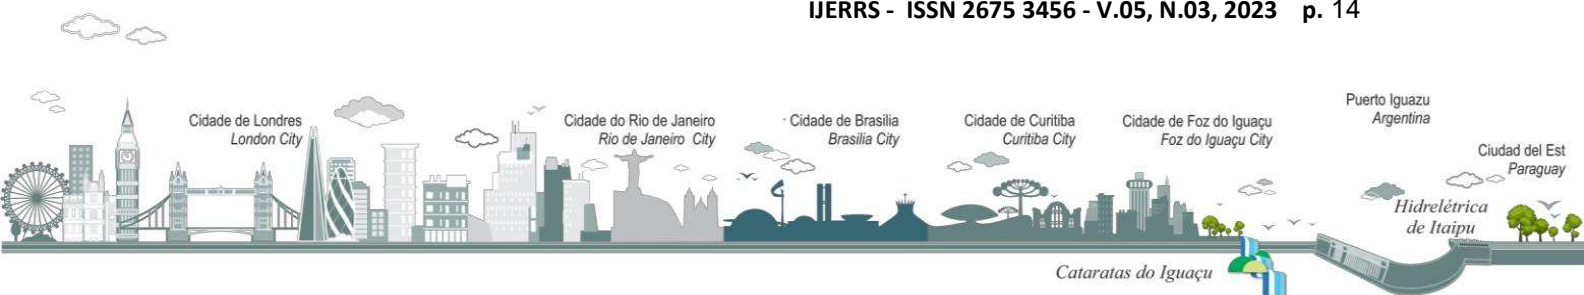 IJERRS - ISSN 2675 3456 - V.05, N.03, 2023 p. 14
Cidade de Londres
London City
Cidade do Rio de Janeiro
Rio de Janeiro City
Cidade de Brasilia
Brasilia City
Cidade de Curitiba
Curitiba City
Cidade de Foz do Iguaçu
Foz do Iguaçu City
Puerto Iguazu
Argentina
Ciudad del Est
Paraguay
Hidrelétrica
de Itaipu
Cataratas do Iguaçu